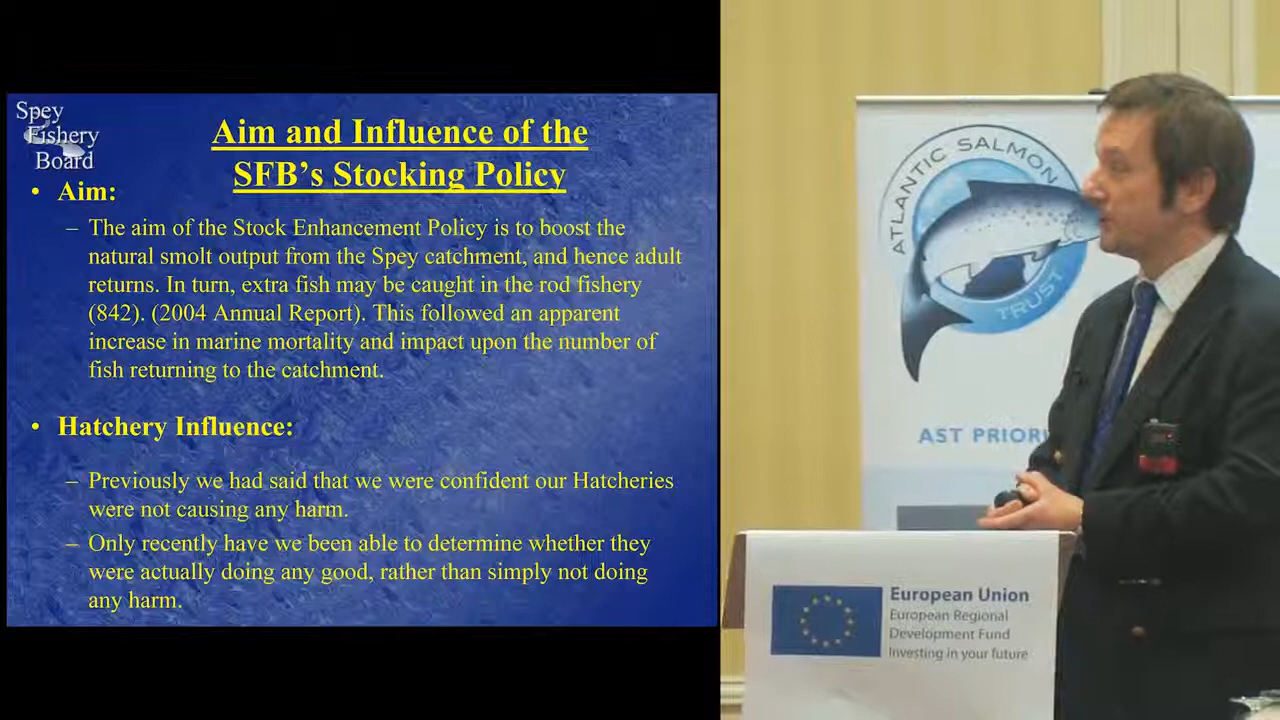 Spey
Fishery
Board
Aim and Influence of the
SFB's Stocking Policy
• Aim:
– The aim of the Stock Enhancement Policy is to boost the
natural smolt output from the Spey catchment, and hence adult
returns. In turn, extra fish may be caught in the rod fishery
(842). (2004 Annual Report). This followed an apparent
increase in marine mortality and impact upon the number of
fish returning to the catchment.
• Hatchery Influence:
– Previously we had said that we were confident our Hatcheries
were not causing any harm.
– Only recently have we been able to determine whether they
were actually doing any good, rather than simply not doing
any harm.
ATLANTIC SALMON
TRUST
AST PRIORI
European Union
European Regional
Development Fund
Investing in your future